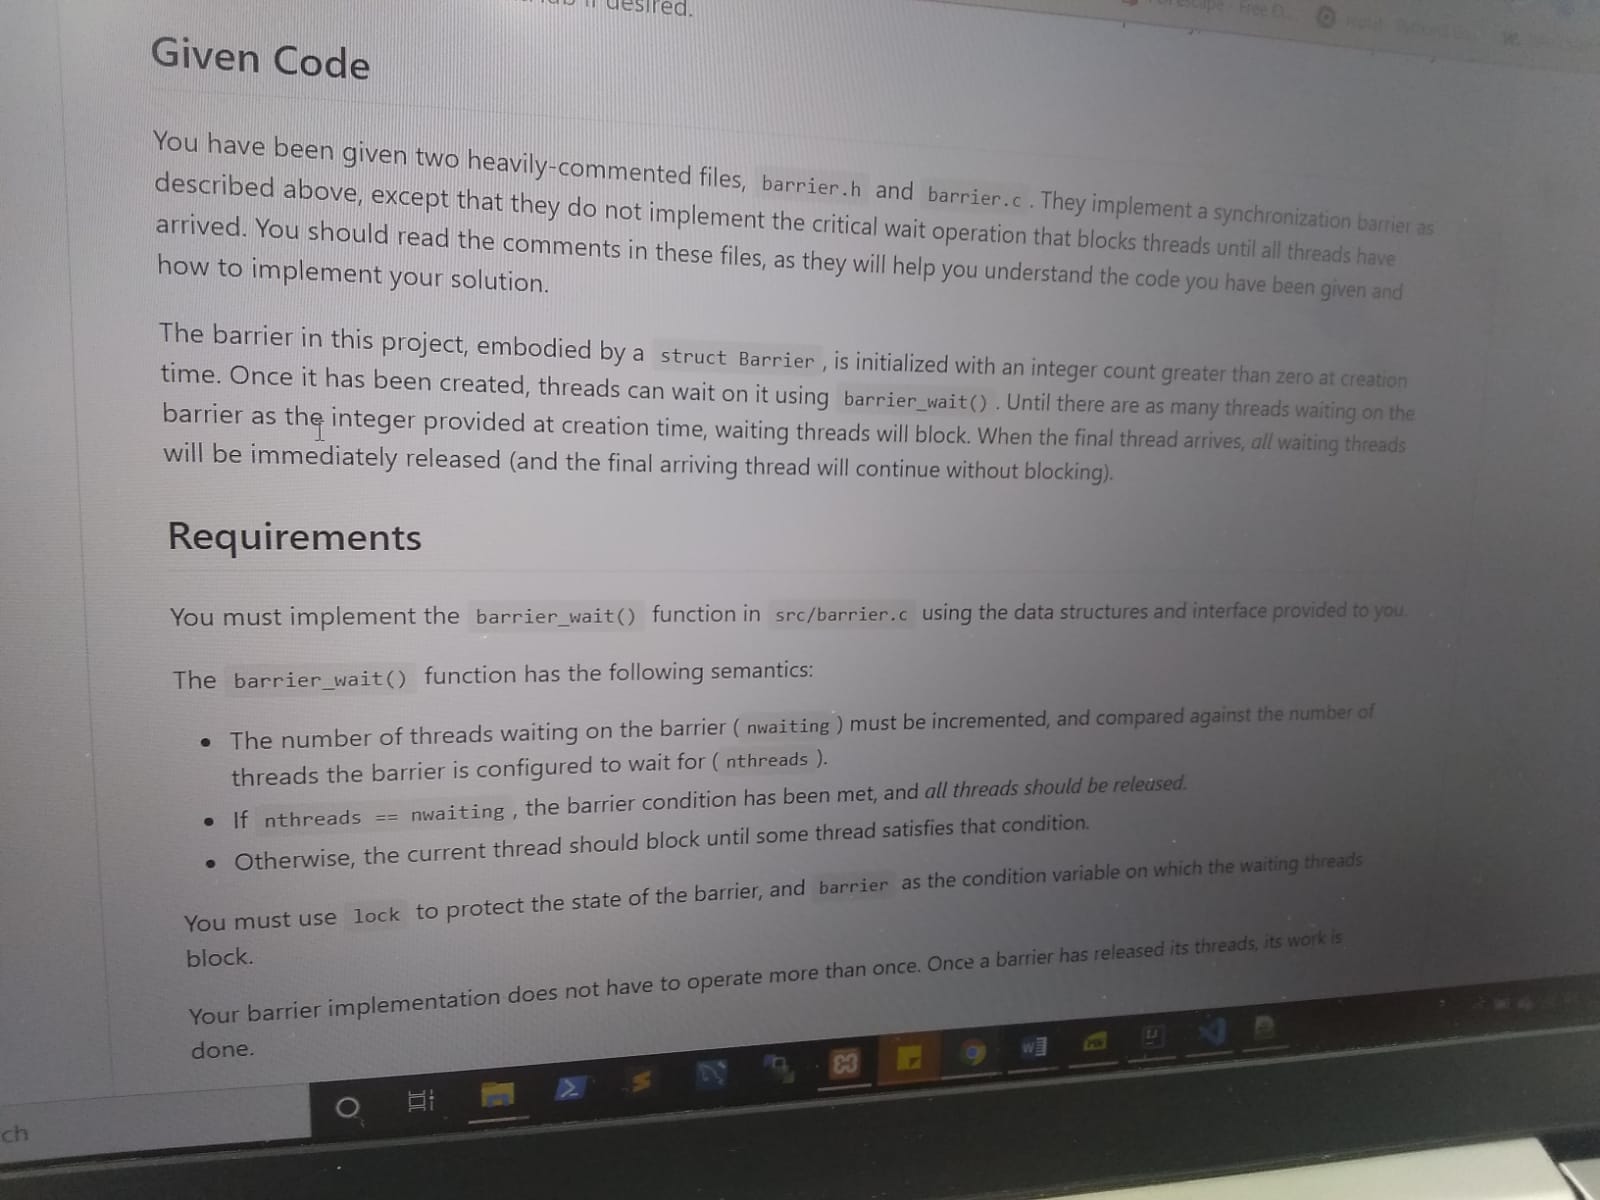 if desired.
Given Code
You have been given two heavily-commented files, barrier.h and barrier.c . They implement a synchronization barrier as
described above, except that they do not implement the critical wait operation that blocks threads until all threads have
arrived. You should read the comments in these files, as they will help you understand the code you have been given and
how to implement your solution.
The barrier in this project, embodied by a struct Barrier , is initialized with an integer count greater than zero at creation
time. Once it has been created, threads can wait on it using barrier_wait() . Until there are as many threads waiting on the
barrier as the integer provided at creation time, waiting threads will block. When the final thread arrives, all waiting threads
will be immediately released (and the final arriving thread will continue without blocking).
Requirements
You must implement the barrier_wait() function in src/barrier.c using the data structures and interface provided to you.
The barrier_wait() function has the following semantics:
• The number of threads waiting on the barrier ( nwaiting ) must be incremented, and compared against the number of
threads the barrier is configured to wait for ( nthreads ).
• If nthreads == nwaiting , the barrier condition has been met, and all threads should be released.
• Otherwise, the current thread should block until some thread satisfies that condition.
You must use lock to protect the state of the barrier, and barrier as the condition variable on which the waiting threads
block.
Your barrier implementation does not have to operate more than once. Once a barrier has released its threads, its work is
done.
ch